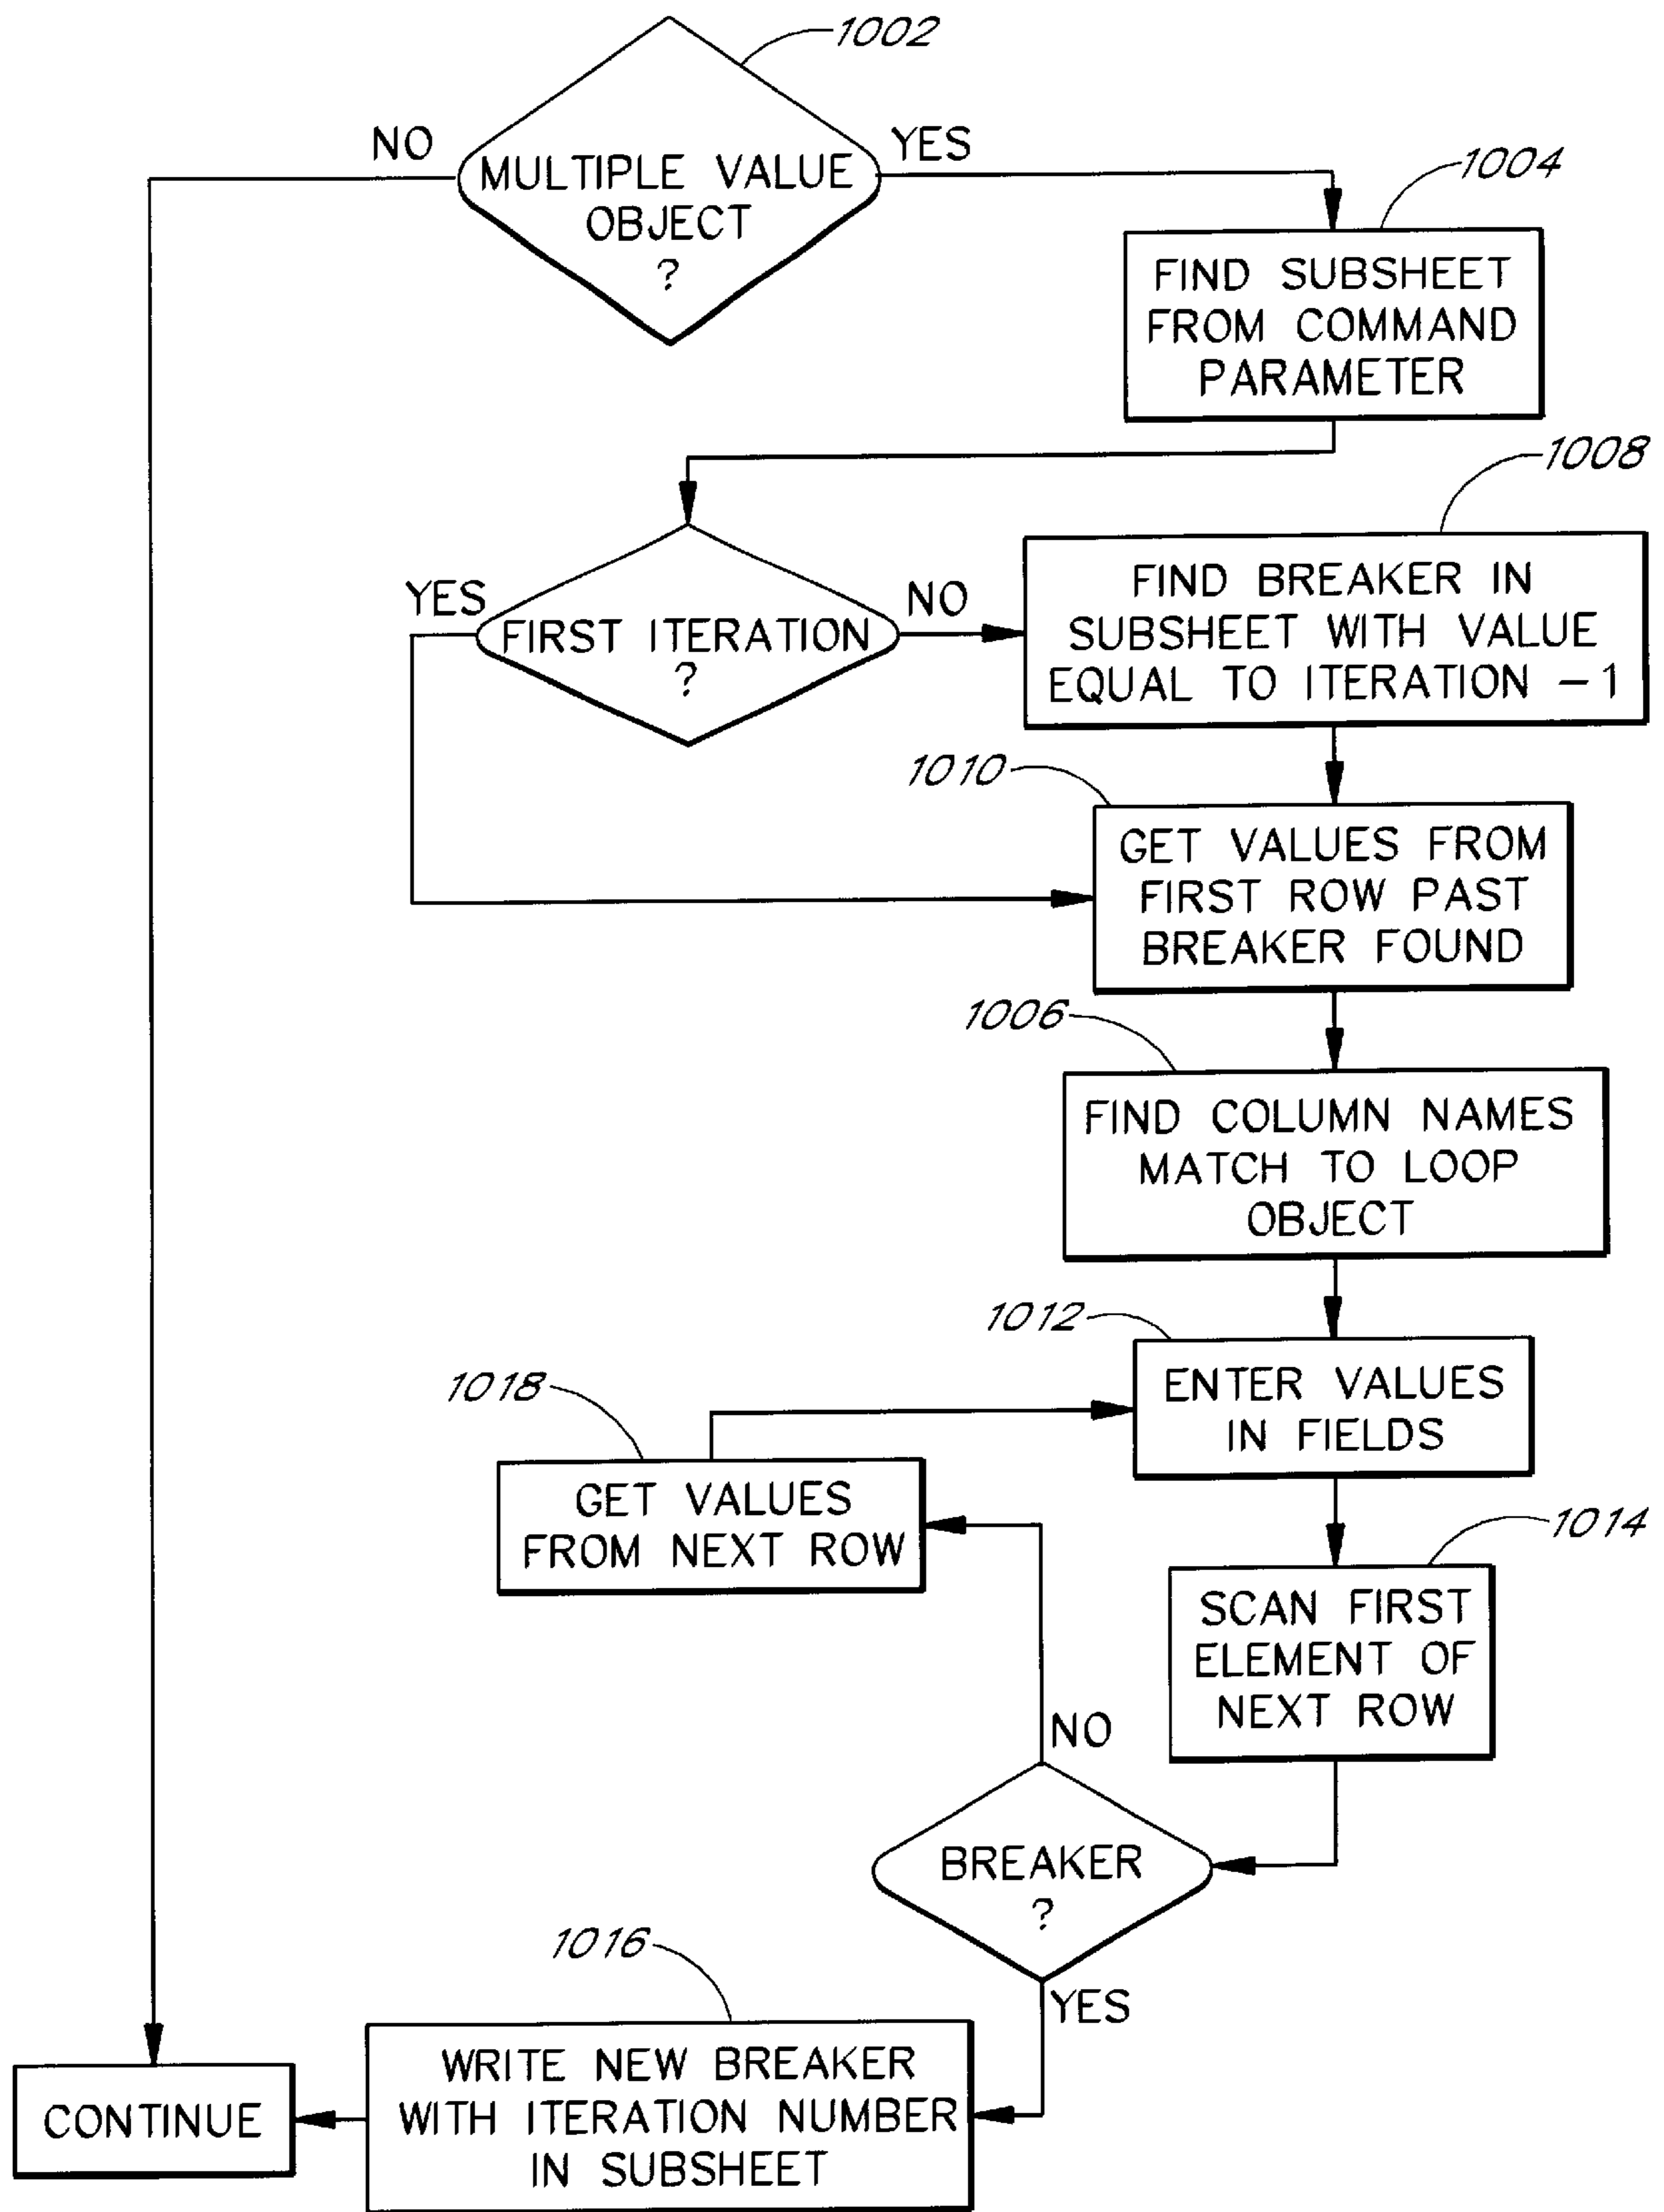 1002
NO
YES
MULTIPLE VALUE
OBJECT
?
1004
FIND SUBSHEET
FROM COMMAND
PARAMETER
1008
YES
NO
FIRST ITERATION
?
FIND BREAKER IN
SUBSHEET WITH VALUE
EQUAL TO ITERATION -1
1010
GET VALUES FROM
FIRST ROW PAST
BREAKER FOUND
1006
FIND COLUMN NAMES
MATCH TO LOOP
OBJECT
1012
ENTER VALUES
IN FIELDS
1018
GET VALUES
FROM NEXT ROW
1014
SCAN FIRST
ELEMENT OF
NEXT ROW
NO
BREAKER
?
YES
1016
WRITE NEW BREAKER
WITH ITERATION NUMBER
IN SUBSHEET
CONTINUE